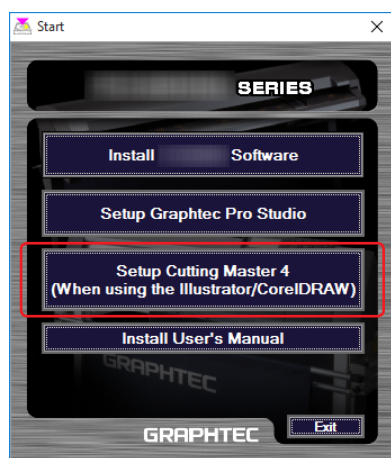 Start
SERIES
Install Software
Setup Graphtec Pro Studio
Setup Cutting Master 4
(When using the Illustrator/CorelDRAW)
Install User's Manual
GRAPHTEC
GRAPHTEC
Exit